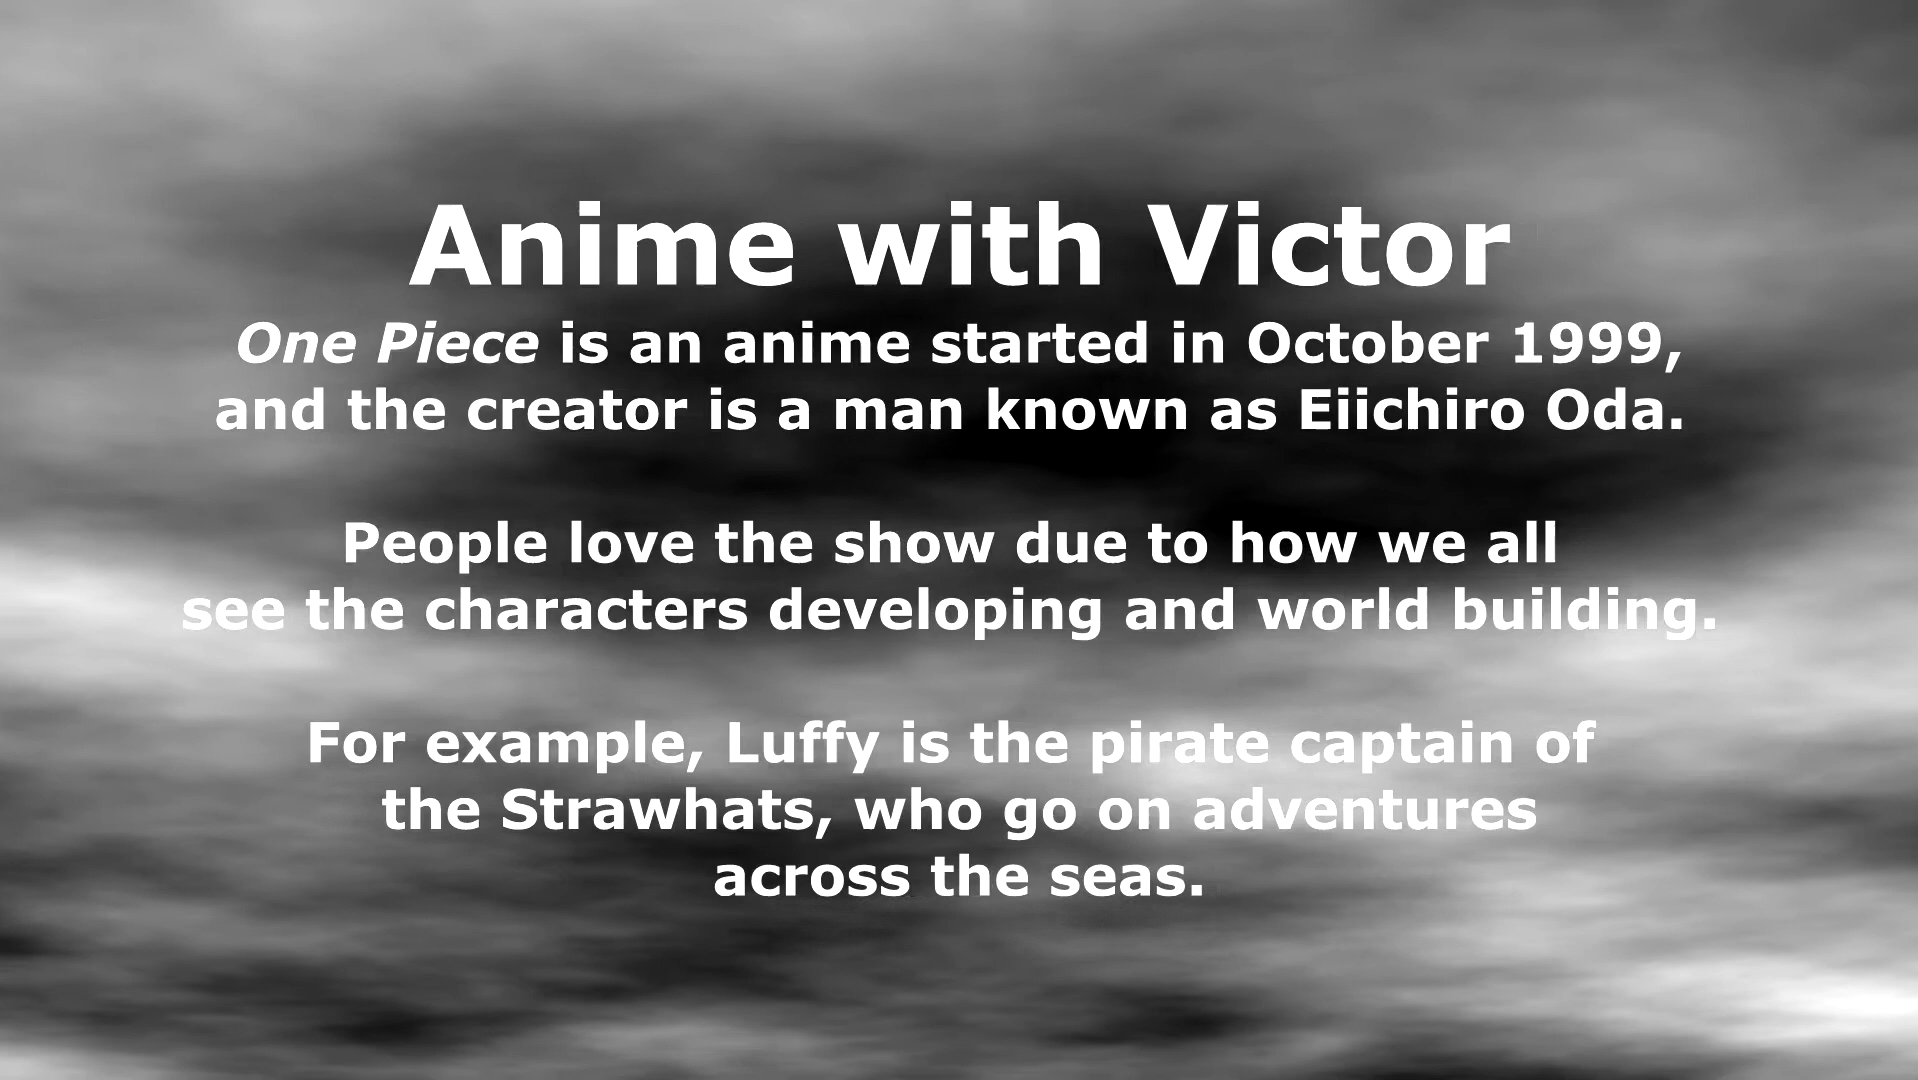 Anime with Victor
One Piece is an anime started in October 1999,
and the creator is a man known as Eiichiro Oda.
People love the show due to how we all
see the characters developing and world building.
For example, Luffy is the pirate captain of
the Strawhats, who go on adventures
across the seas.